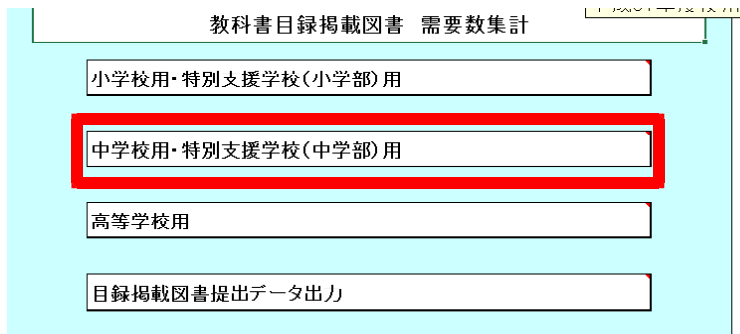 教科書目録掲載図書 需要数集計
小学校用・特別支援学校(小学部)用
中学校用・特別支援学校(中学部)用
高等学校用
目録掲載図書提出データ出力